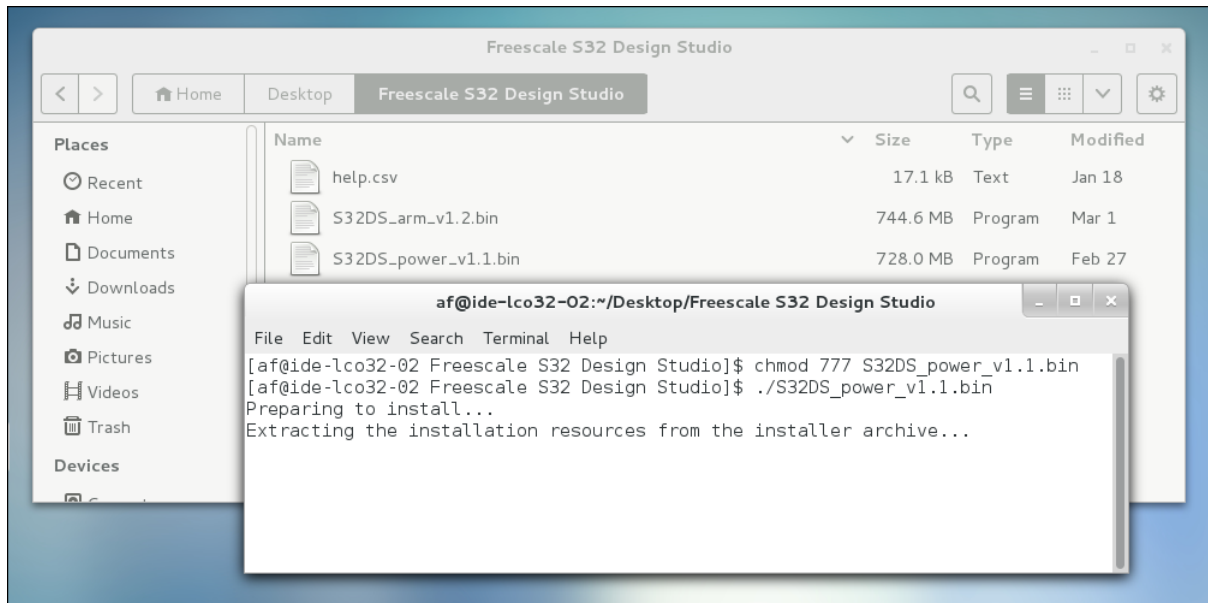 Freescale S32 Design Studio
Home Desktop Freescale S32 Design Studio
Places
Recent
Home
Documents
Downloads
Music
Pictures
Videos
Trash
Devices
Name Size Type Modified
help.csv 17.1 kB Text Jan 18
S32DS_arm_v1.2.bin 744.6 MB Program Mar 1
S32DS_power_v1.1.bin 728.0 MB Program Feb 27
af@ide-lco32-02:~/Desktop/Freescale S32 Design Studio
File Edit View Search Terminal Help
[af@ide-lco32-02 Freescale S32 Design Studio]$ chmod 777 S32DS_power_v1.1.bin
[af@ide-lco32-02 Freescale S32 Design Studio]$ ./S32DS_power_v1.1.bin
Preparing to install...
Extracting the installation resources from the installer archive...